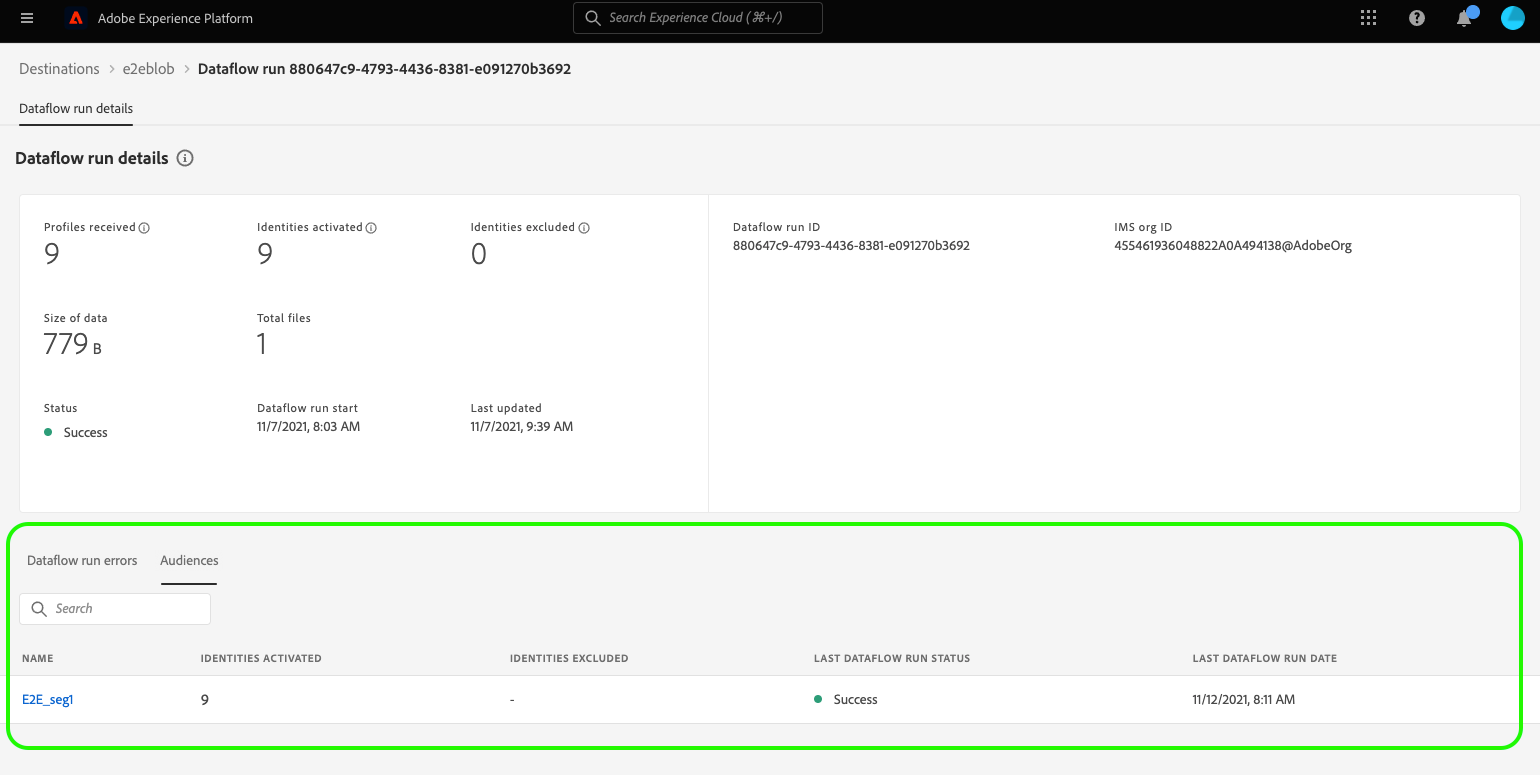 Adobe Experience Platform
Search Experience Cloud (⌘+/)
Destinations > e2eblob > Dataflow run 880647c9-4793-4436-8381-e091270b3692
Dataflow run details
Dataflow run details
Profiles received Identities activated Identities excluded Dataflow run ID IMS org ID
9 9 0 880647c9-4793-4436-8381-e091270b3692 455461936048822A0A494138@AdobeOrg
Size of data Total files
779 B 1
Status Dataflow run start Last updated
Success 11/7/2021, 8:03 AM 11/7/2021, 9:39 AM
Dataflow run errors Audiences
Search
NAME IDENTITIES ACTIVATED IDENTITIES EXCLUDED LAST DATAFLOW RUN STATUS LAST DATAFLOW RUN DATE
E2E_seg1 9 - Success 11/12/2021, 8:11 AM